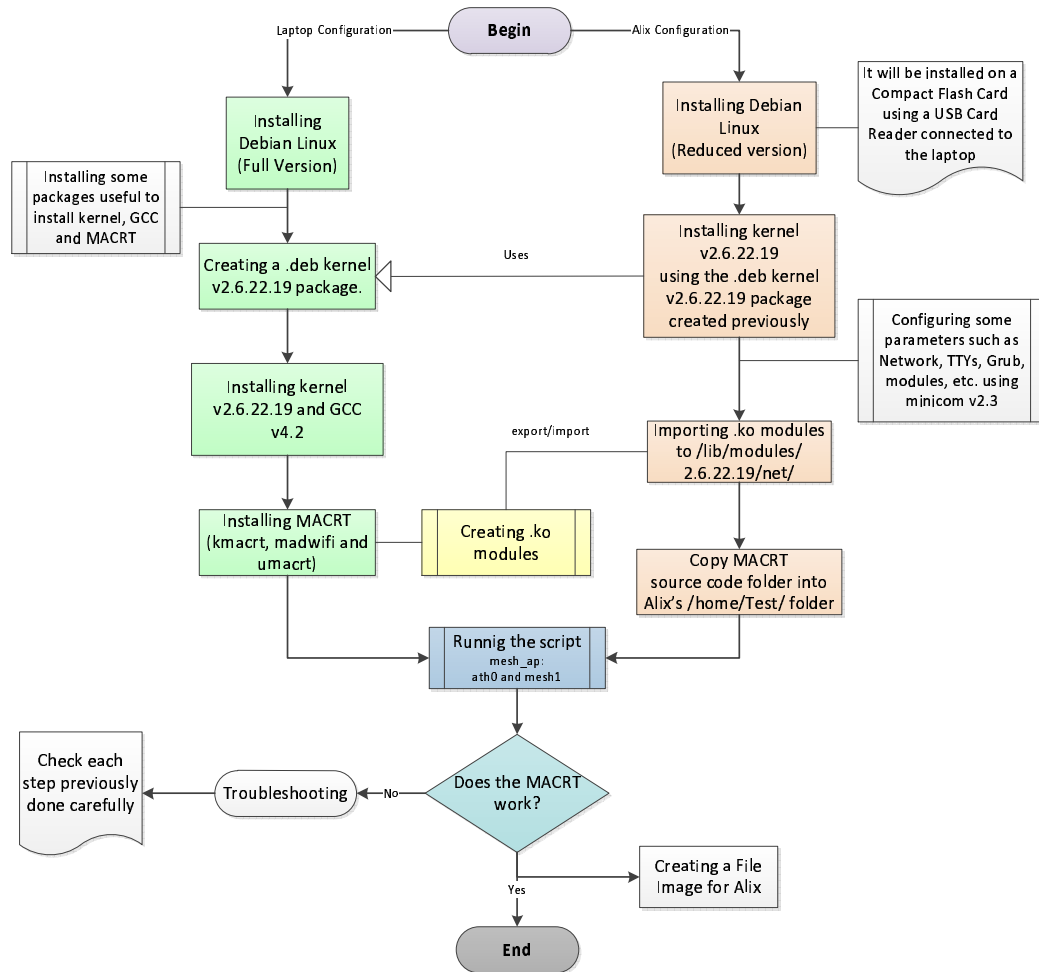 Laptop Configuration
Begin
Alix Configuration
Installing
Debian Linux
(Full Version)
Installing Debian
Linux
(Reduced version)
It will be installed on a
Compact Flash Card
using a USB Card
Reader connected to
the laptop
Installing some
packages useful to
install kernel, GCC
and MACRT
Creating a .deb kernel
v2.6.22.19 package.
Uses
Installing kernel
v2.6.22.19
using the .deb kernel
v2.6.22.19 package
created previously
Configuring some
parameters such as
Network, TTYs, Grub,
modules, etc. using
minicom v2.3
Installing kernel
v2.6.22.19 and GCC
v4.2
export/import
Importing .ko modules
to /lib/modules/
2.6.22.19/net/
Installing MACRT
(kmacrt, madwifi and
umacrt)
Creating .ko
modules
Copy MACRT
source code folder into
Alix's /home/Test/ folder
Runnig the script
mesh_ap:
ath0 and mesh1
Does the MACRT
work?
No
Troubleshooting
Check each
step previously
done carefully
Yes
Creating a File
Image for Alix
End